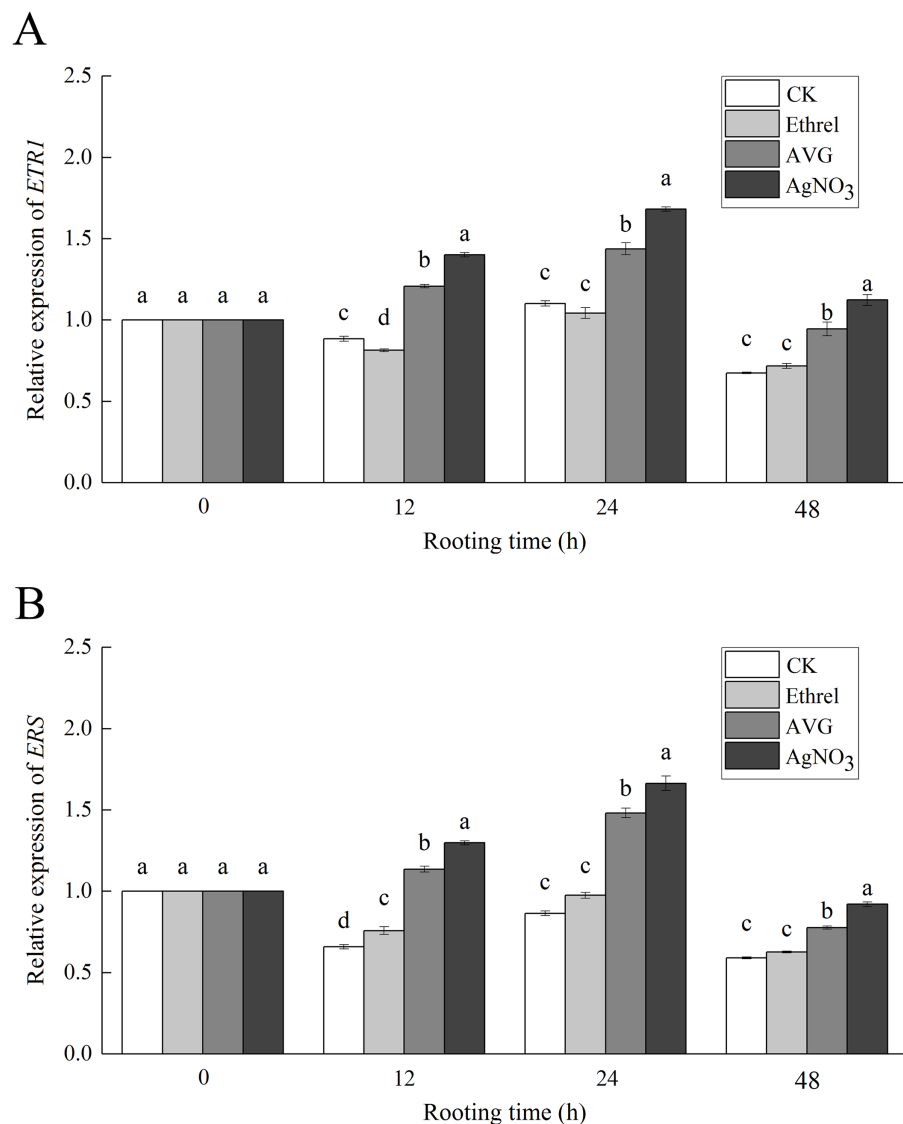 A
2.5
2.0
1.5
1.0
0.5
0.0
Relative expression of ETR1
CK
Ethrel
AVG
AgNO₃
a a a a
c d b a
c c b a
c c b a
0 12 24 48
Rooting time (h)
B
2.5
2.0
1.5
1.0
0.5
0.0
Relative expression of ERS
CK
Ethrel
AVG
AgNO₃
a a a a
d c b a
c c b a
c c b a
0 12 24 48
Rooting time (h)